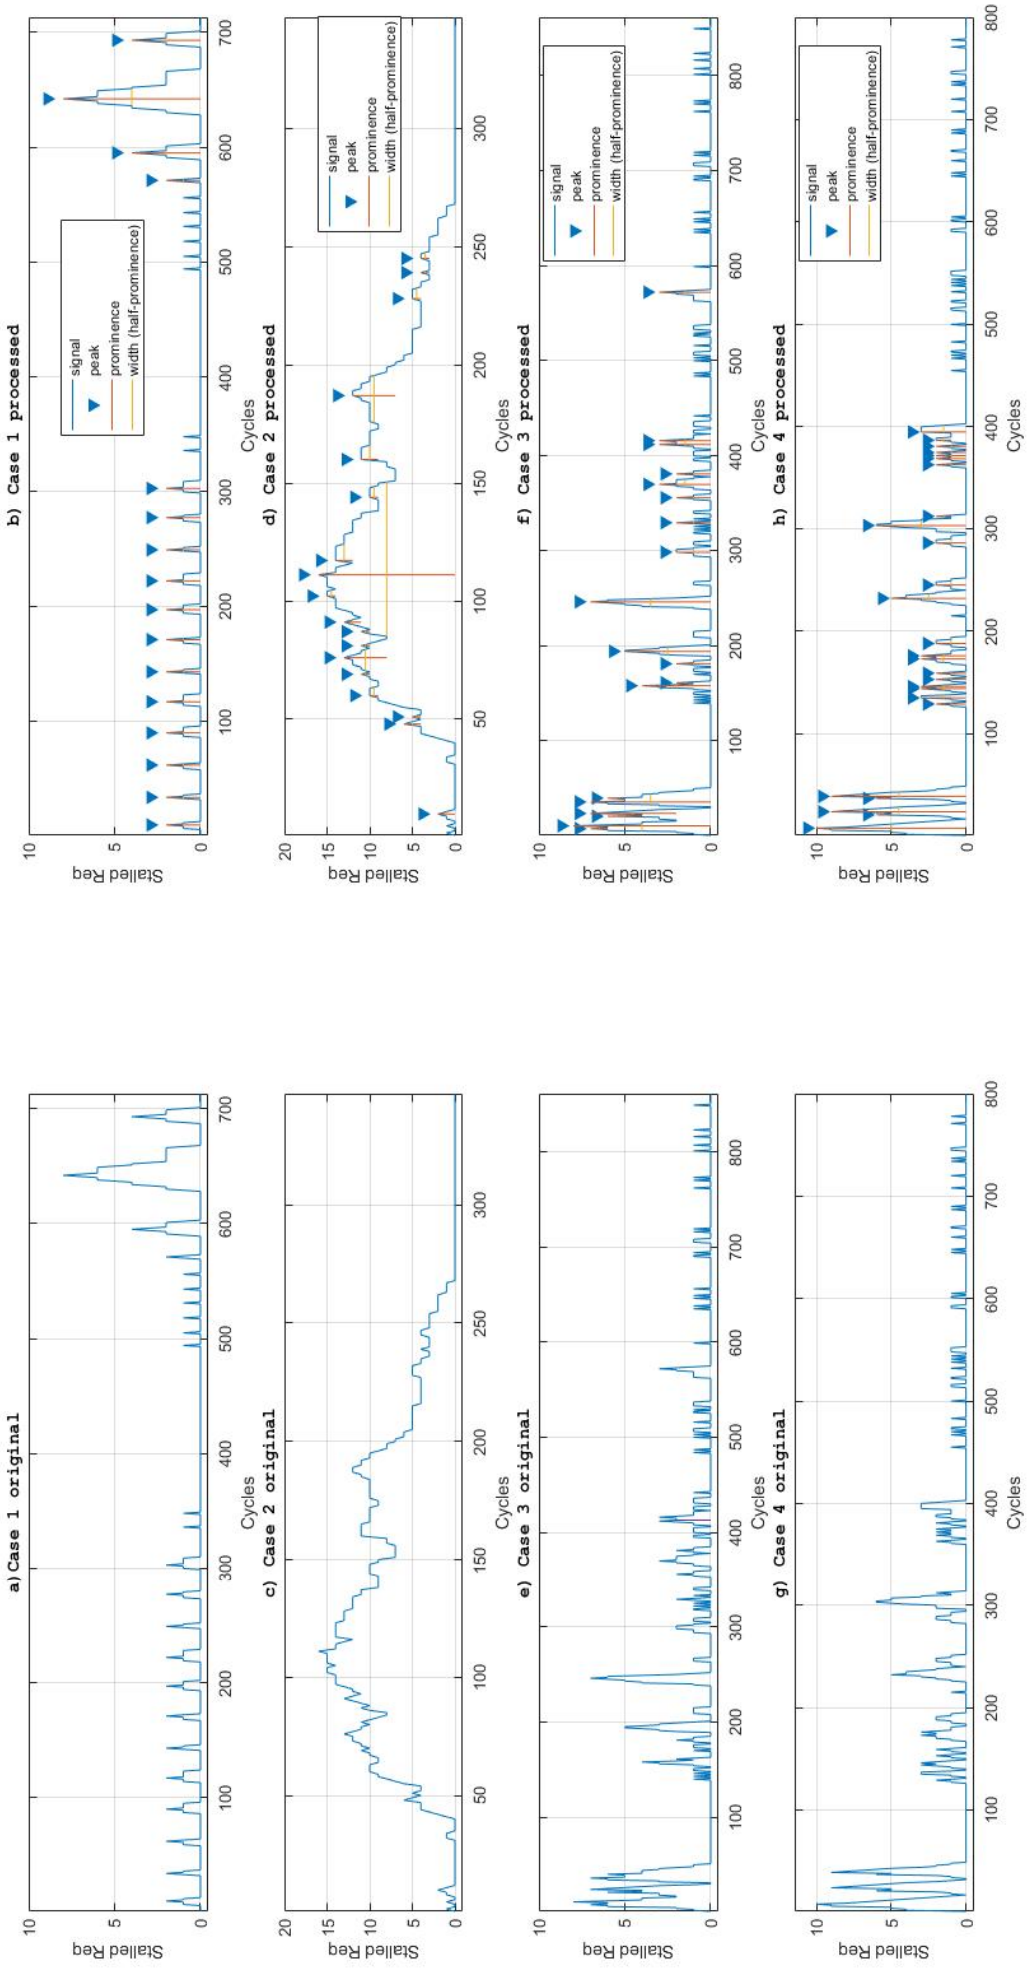 a) Case 1 original
10
5
0
Stalled Req
100
200
300
400
500
600
700
Cycles
b) Case 1 processed
10
5
0
Stalled Req
signal
peak
prominence
width (half-prominence)
100
200
300
400
500
600
700
Cycles
c) Case 2 original
20
15
10
5
0
Stalled Req
50
100
150
200
250
300
Cycles
d) Case 2 processed
20
15
10
5
0
Stalled Req
signal
peak
prominence
width (half-prominence)
50
100
150
200
250
300
Cycles
e) Case 3 original
10
5
0
Stalled Req
100
200
300
400
500
600
700
800
Cycles
f) Case 3 processed
10
5
0
Stalled Req
signal
peak
prominence
width (half-prominence)
100
200
300
400
500
600
700
800
Cycles
g) Case 4 original
10
5
0
Stalled Req
100
200
300
400
500
600
700
800
Cycles
h) Case 4 processed
10
5
0
Stalled Req
signal
peak
prominence
width (half-prominence)
100
200
300
400
500
600
700
800
Cycles